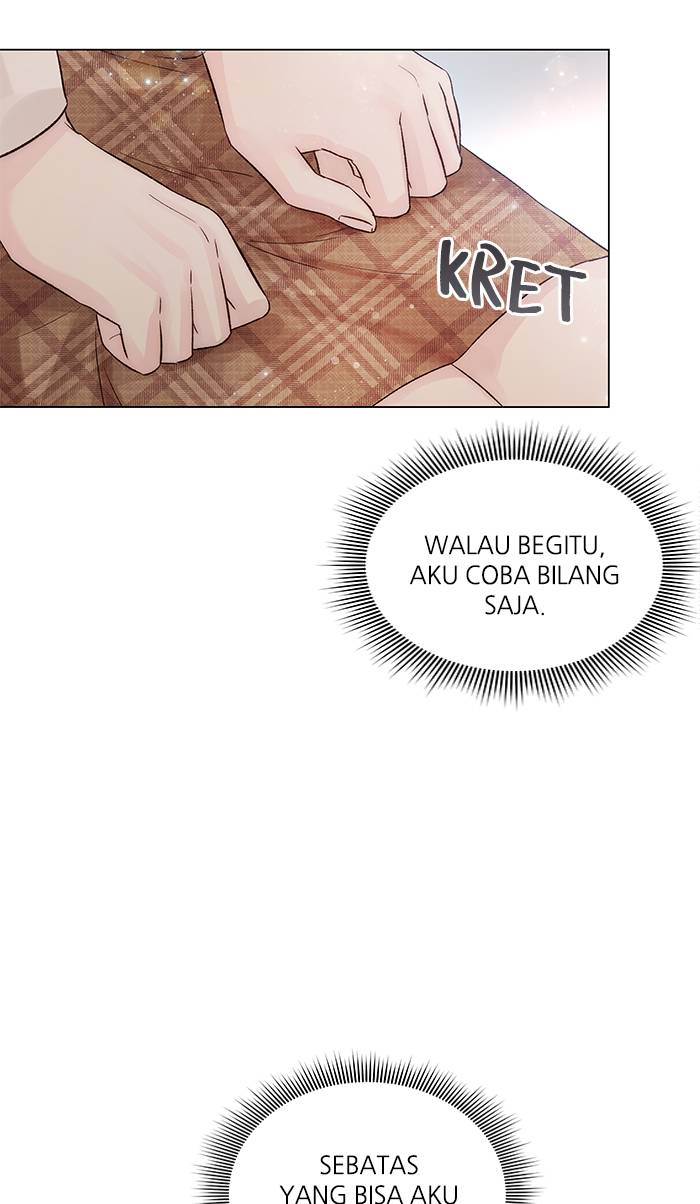 KRET
WALAU BEGITU,
AKU COBA BILANG
SAJA.
SEBATAS
YANG BISA AKU